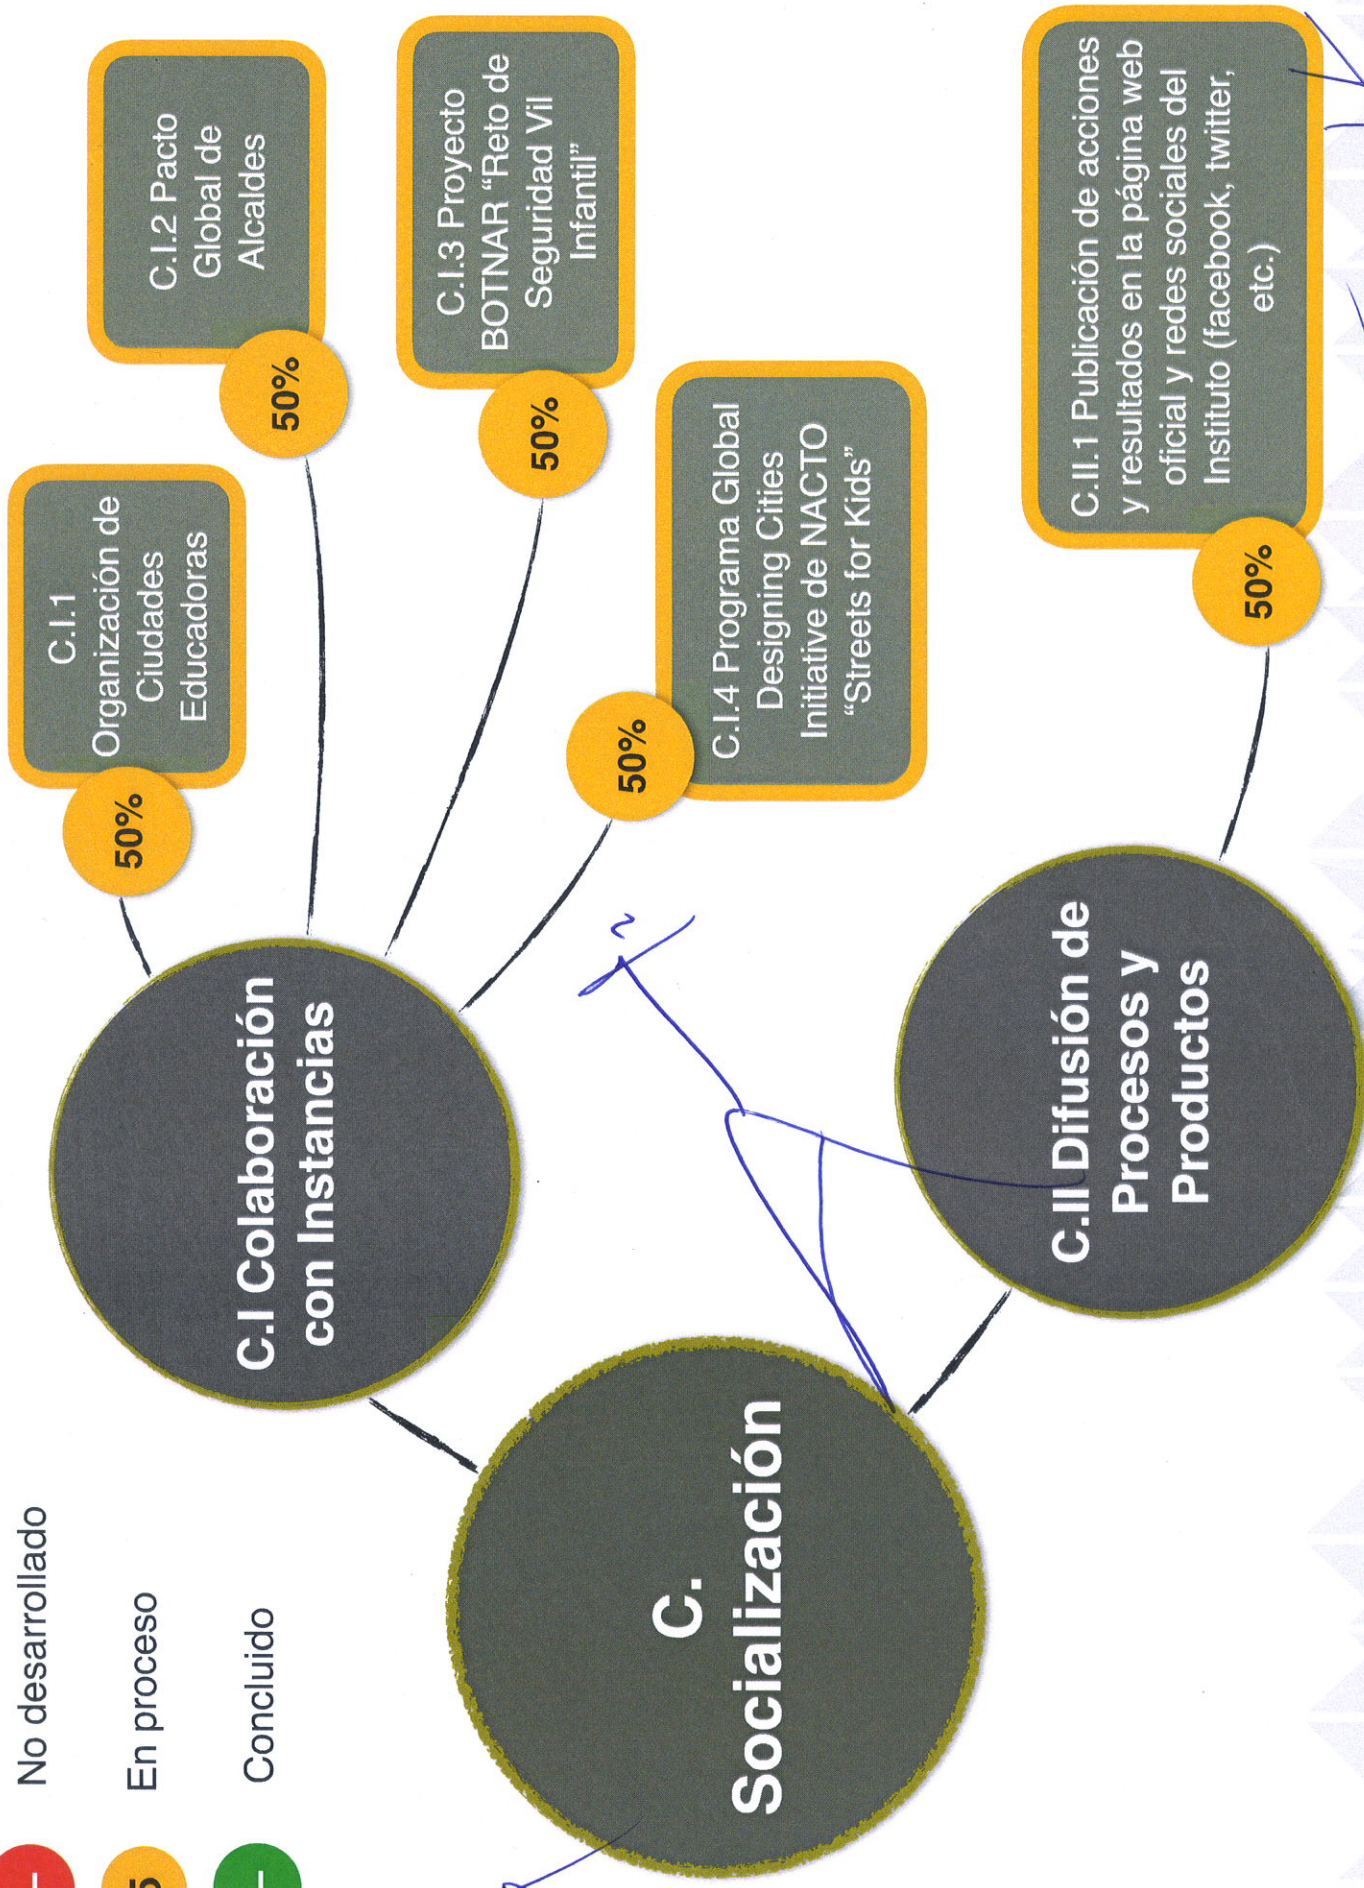 No desarrollado
En proceso
5
Concluido
C.
Socialización
C.I Colaboración
con Instancias
50%
C.I.1
Organización de
Ciudades
Educadoras
50%
C.I.2 Pacto
Global de
Alcaldes
50%
C.I.3 Proyecto
BOTNAR “Reto de
Seguridad Vil
Infantil”
50%
C.I.4 Programa Global
Designing Cities
Initiative de NACTO
“Streets for Kids”
C.II Difusión de
Procesos y
Productos
50%
C.II.1 Publicación de acciones
y resultados en la página web
oficial y redes sociales del
Instituto (facebook, twitter,
etc.)